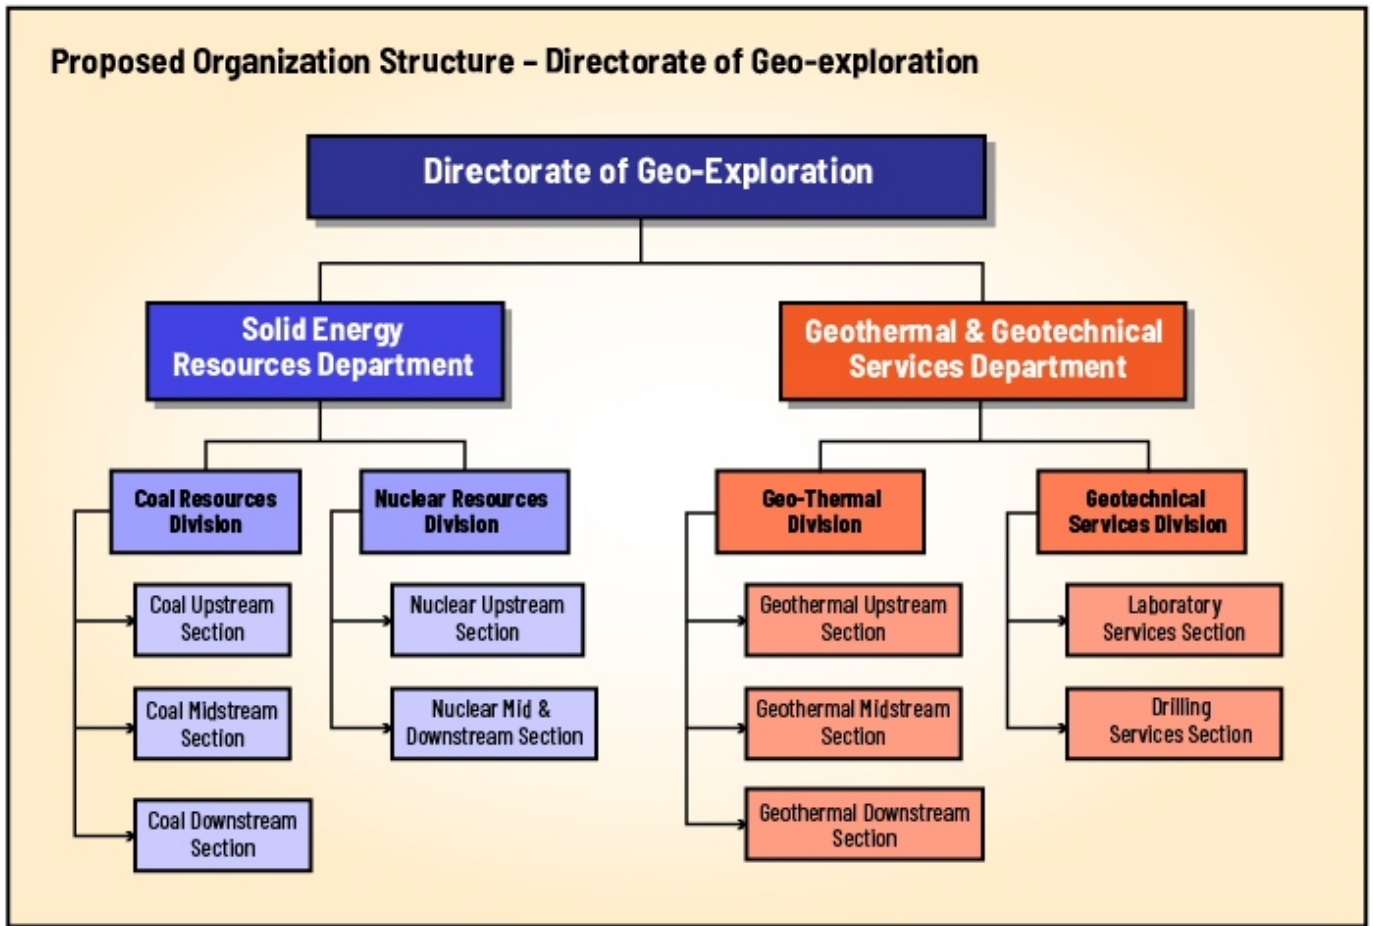 Proposed Organization Structure – Directorate of Geo-exploration
Directorate of Geo-Exploration
Solid Energy
Resources Department
Geothermal & Geotechnical
Services Department
Coal Resources
Division
Nuclear Resources
Division
Geo-Thermal
Division
Geotechnical
Services Division
Coal Upstream
Section
Nuclear Upstream
Section
Geothermal Upstream
Section
Laboratory
Services Section
Coal Midstream
Section
Nuclear Mid &
Downstream Section
Geothermal Midstream
Section
Drilling
Services Section
Coal Downstream
Section
Geothermal Downstream
Section